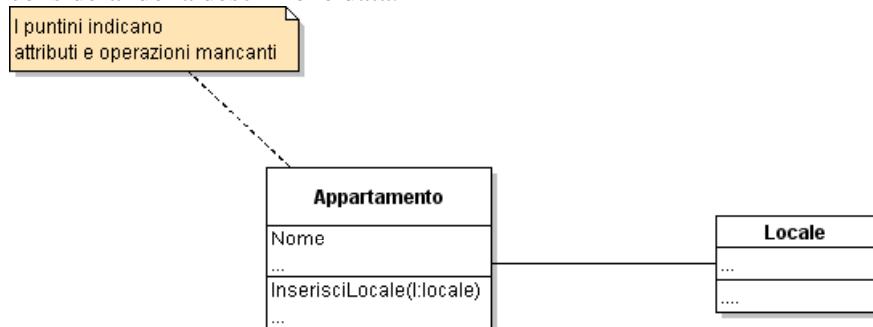 I puntini indicano
attributi e operazioni mancanti
Appartamento
Nome
...
InserisciLocale(l:locale)
...
Locale
...
....